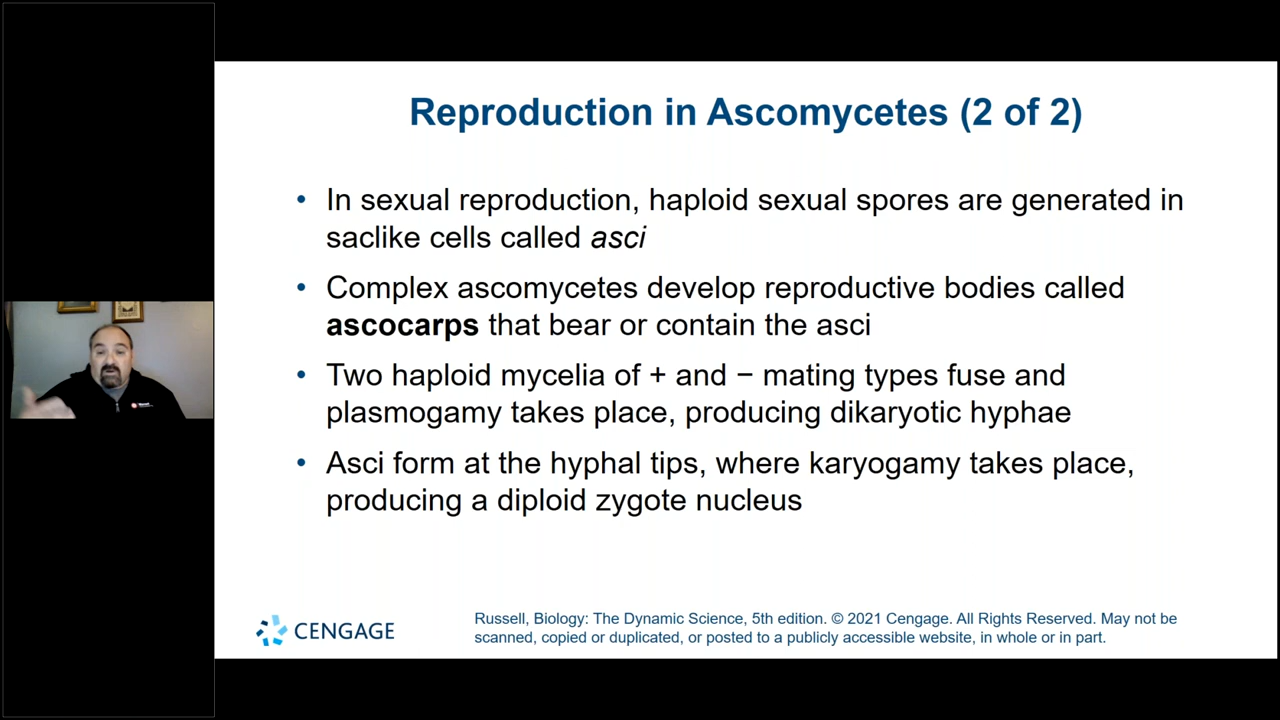 Reproduction in Ascomycetes (2 of 2)
• In sexual reproduction, haploid sexual spores are generated in
saclike cells called asci
• Complex ascomycetes develop reproductive bodies called
ascocarps that bear or contain the asci
• Two haploid mycelia of + and − mating types fuse and
plasmogamy takes place, producing dikaryotic hyphae
• Asci form at the hyphal tips, where karyogamy takes place,
producing a diploid zygote nucleus
CENGAGE
Russell, Biology: The Dynamic Science, 5th edition. © 2021 Cengage. All Rights Reserved. May not be
scanned, copied or duplicated, or posted to a publicly accessible website, in whole or in part.